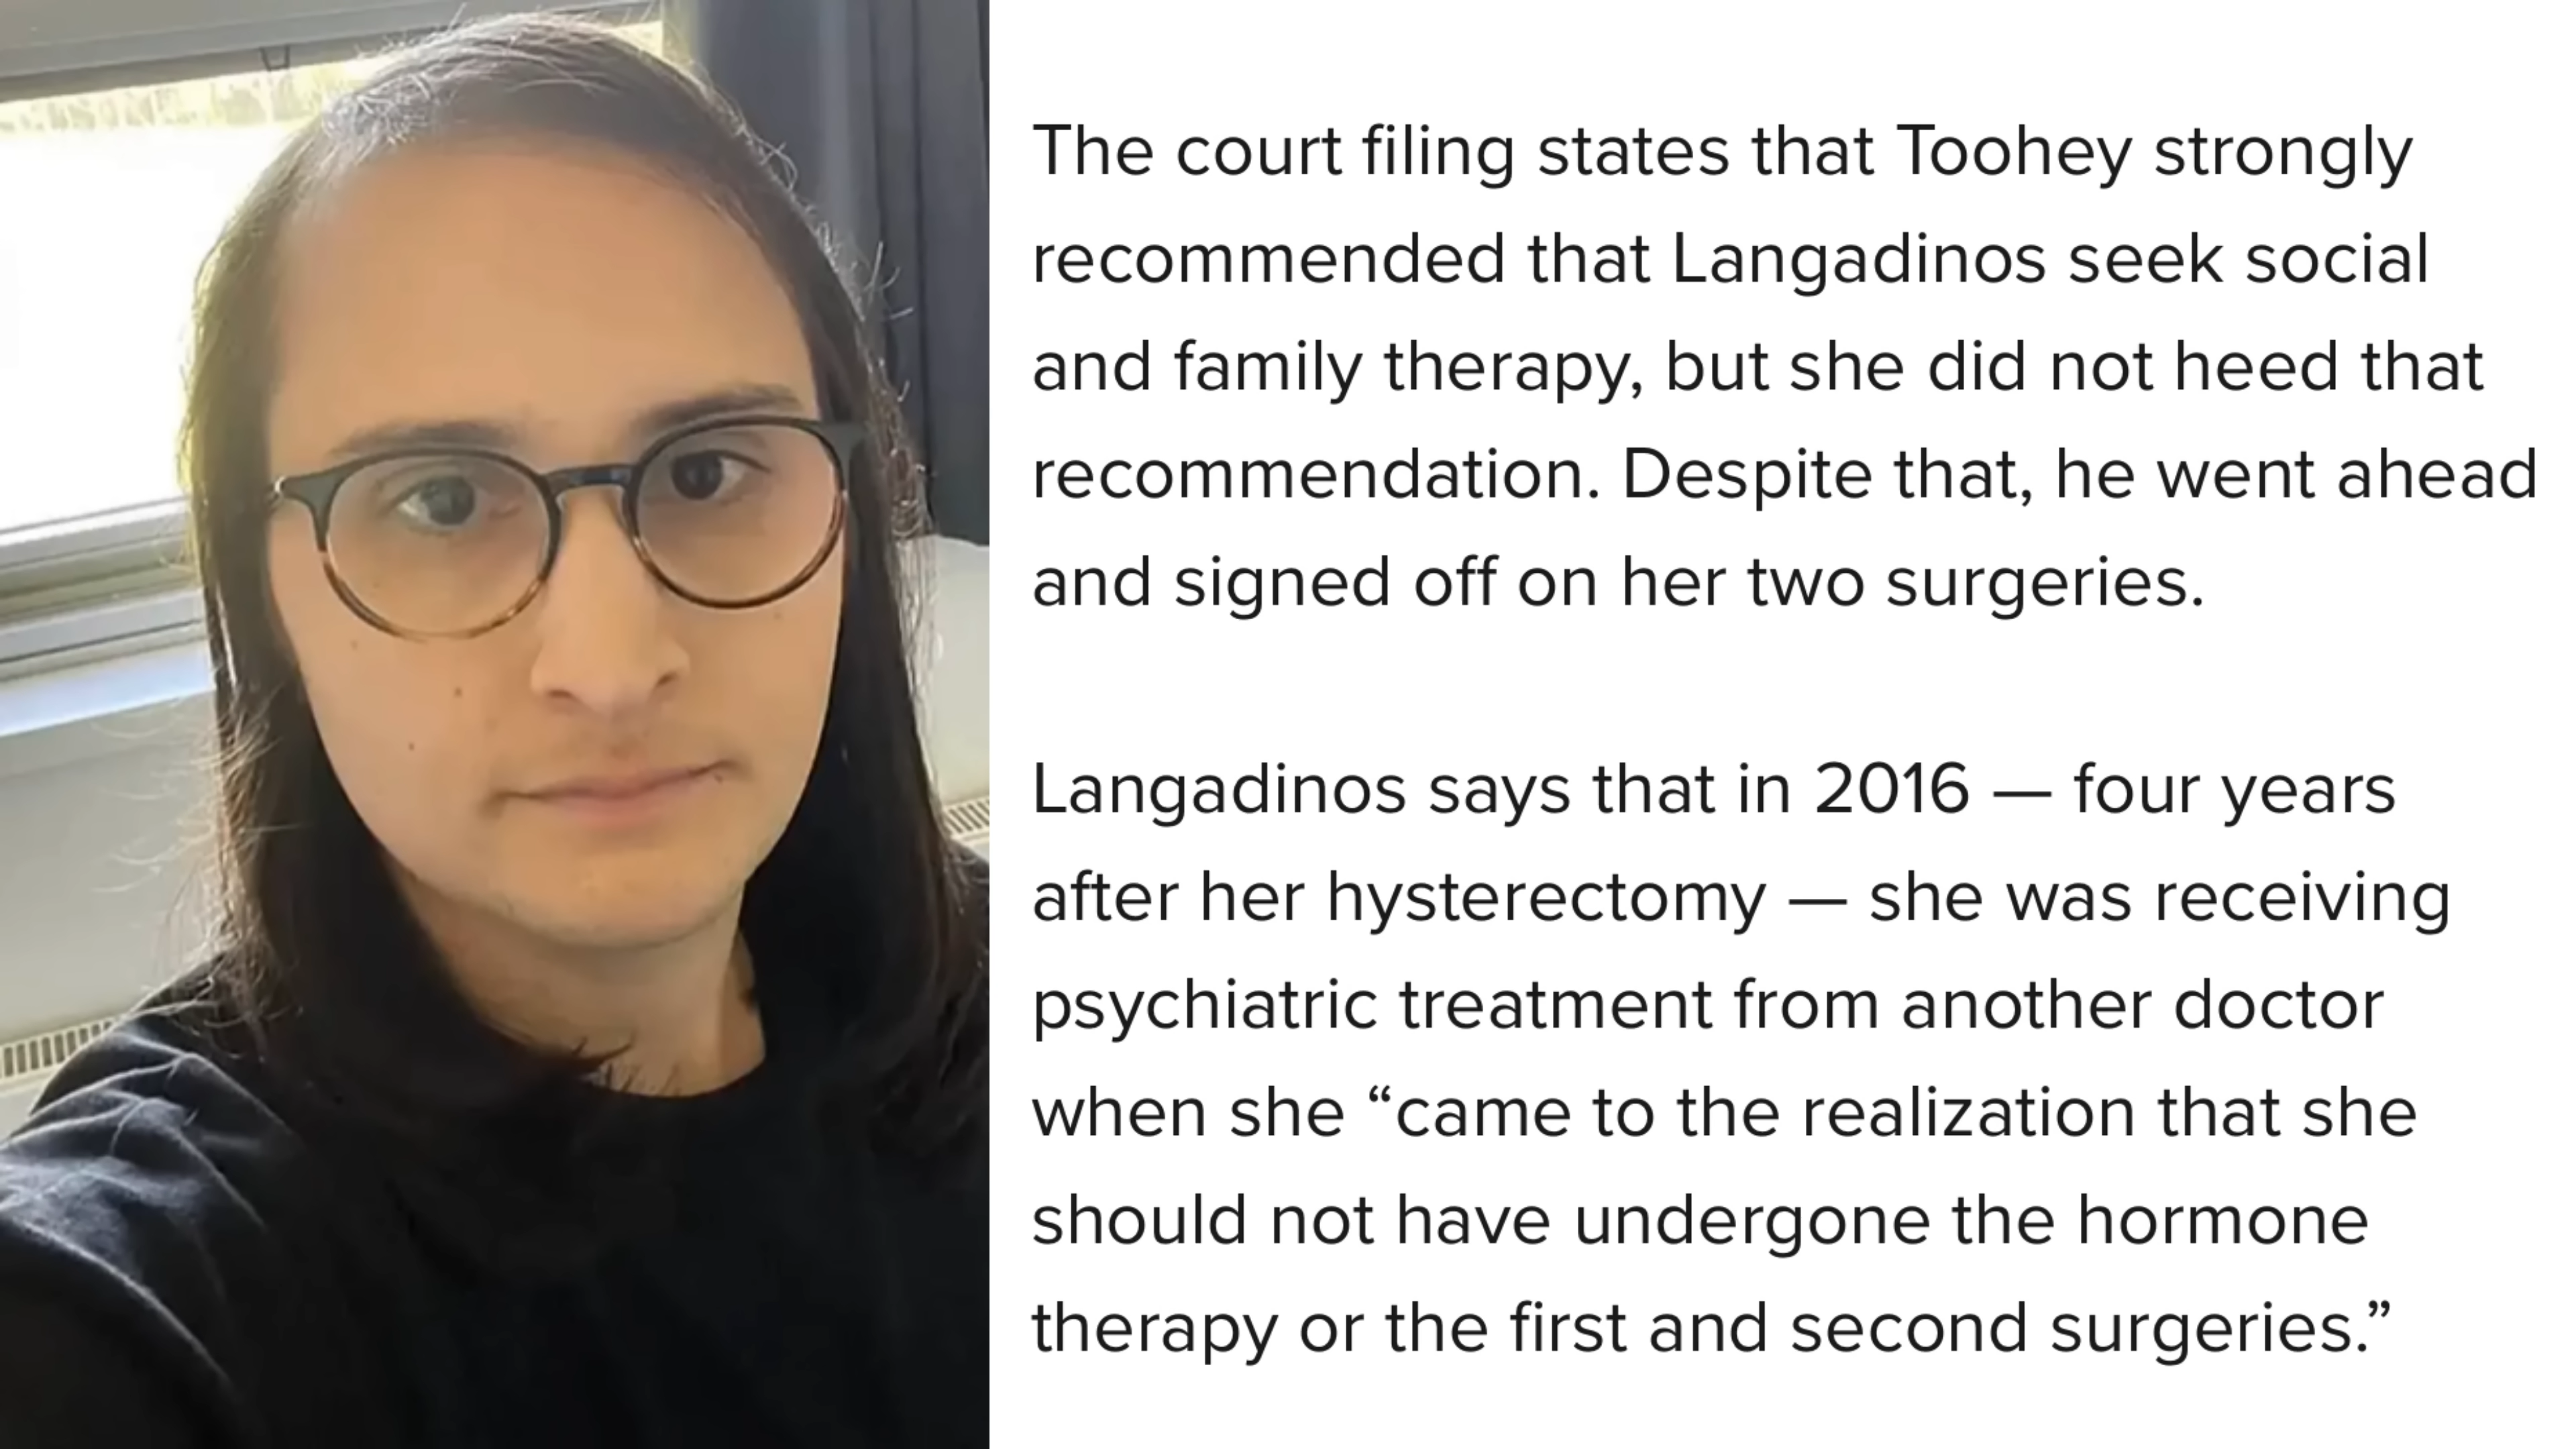 The court filing states that Toohey strongly
recommended that Langadinos seek social
and family therapy, but she did not heed that
recommendation. Despite that, he went ahead
and signed off on her two surgeries.
Langadinos says that in 2016 — four years
after her hysterectomy — she was receiving
psychiatric treatment from another doctor
when she “came to the realization that she
should not have undergone the hormone
therapy or the first and second surgeries.”